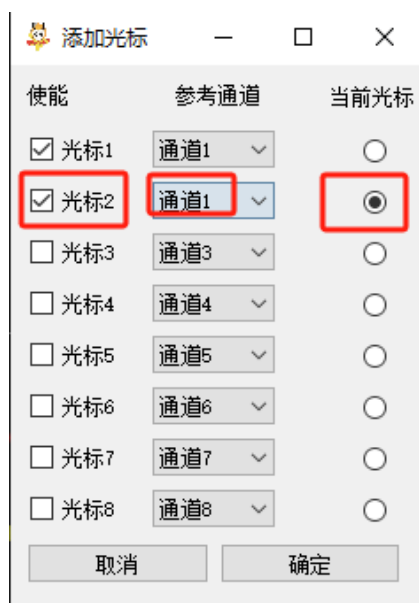 添加光标
使能 参考通道 当前光标
光标1 通道1
光标2 通道1
光标3 通道3
光标4 通道4
光标5 通道5
光标6 通道6
光标7 通道7
光标8 通道8
取消 确定